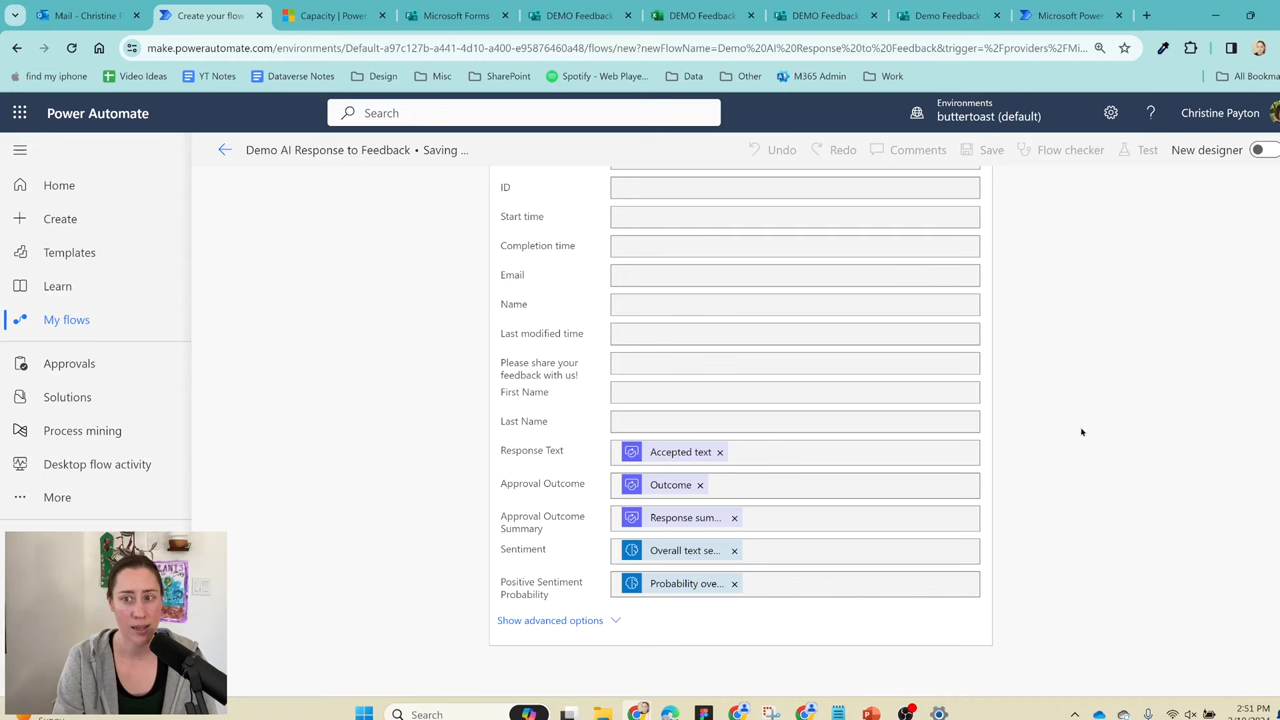 Mail - Christine
Create your flow
Capacity | Power
Microsoft Forms
DEMO Feedback
DEMO Feedback
DEMO Feedback
Demo Feedback
Microsoft Power
make.powerautomate.com/environments/Default-a97c127b-a441-4d10-a400-e95876460a48/flows/new?newFlowName=Demo%20AI%20Response%20to%20Feedback&trigger=%2Fproviders%2FMi...
find my iphone
Video Ideas
YT Notes
Dataverse Notes
Design
Misc
SharePoint
Spotify - Web Playe...
Data
Other
M365 Admin
Work
All Bookma
Power Automate
Search
Environments
buttertoast (default)
Christine Payton
Demo AI Response to Feedback • Saving ...
Undo
Redo
Comments
Save
Flow checker
Test
New designer
Home
Create
Templates
Learn
My flows
Approvals
Solutions
Process mining
Desktop flow activity
More
ID
Start time
Completion time
Email
Name
Last modified time
Please share your
feedback with us!
First Name
Last Name
Response Text
Accepted text
Approval Outcome
Outcome
Approval Outcome
Summary
Response sum...
Sentiment
Overall text se...
Positive Sentiment
Probability
Probability ove...
Show advanced options
Search
2:51 PM